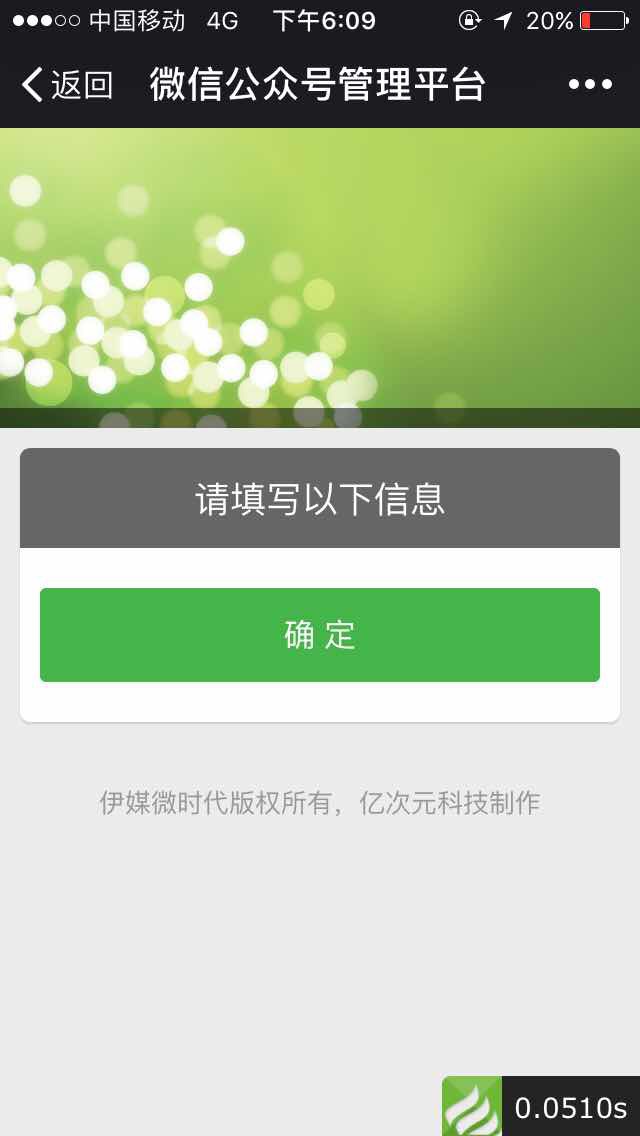 中国移动 4G 下午6:09 20%
返回 微信公众号管理平台
请填写以下信息
确 定
伊媒微时代版权所有，亿次元科技制作
0.0510s